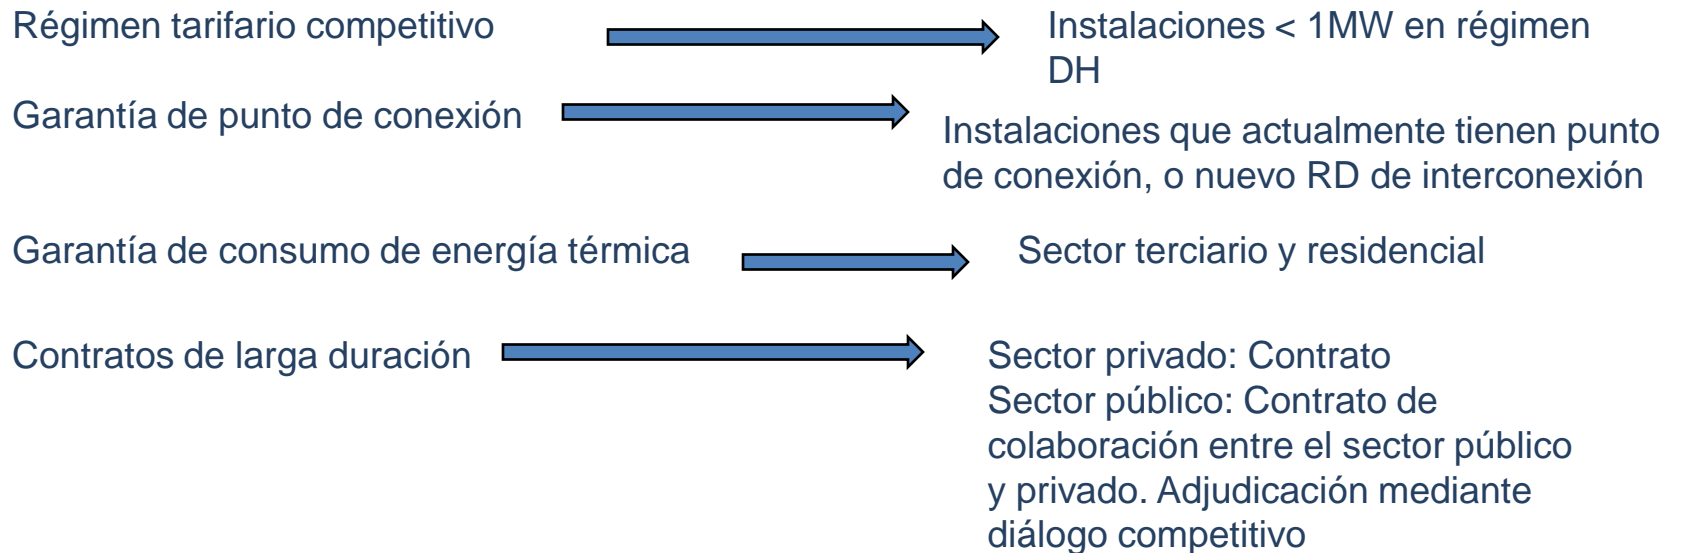 Régimen tarifario competitivo
Instalaciones < 1MW en régimen
DH
Garantía de punto de conexión
Instalaciones que actualmente tienen punto
de conexión, o nuevo RD de interconexión
Garantía de consumo de energía térmica
Sector terciario y residencial
Contratos de larga duración
Sector privado: Contrato
Sector público: Contrato de
colaboración entre el sector público
y privado. Adjudicación mediante
diálogo competitivo